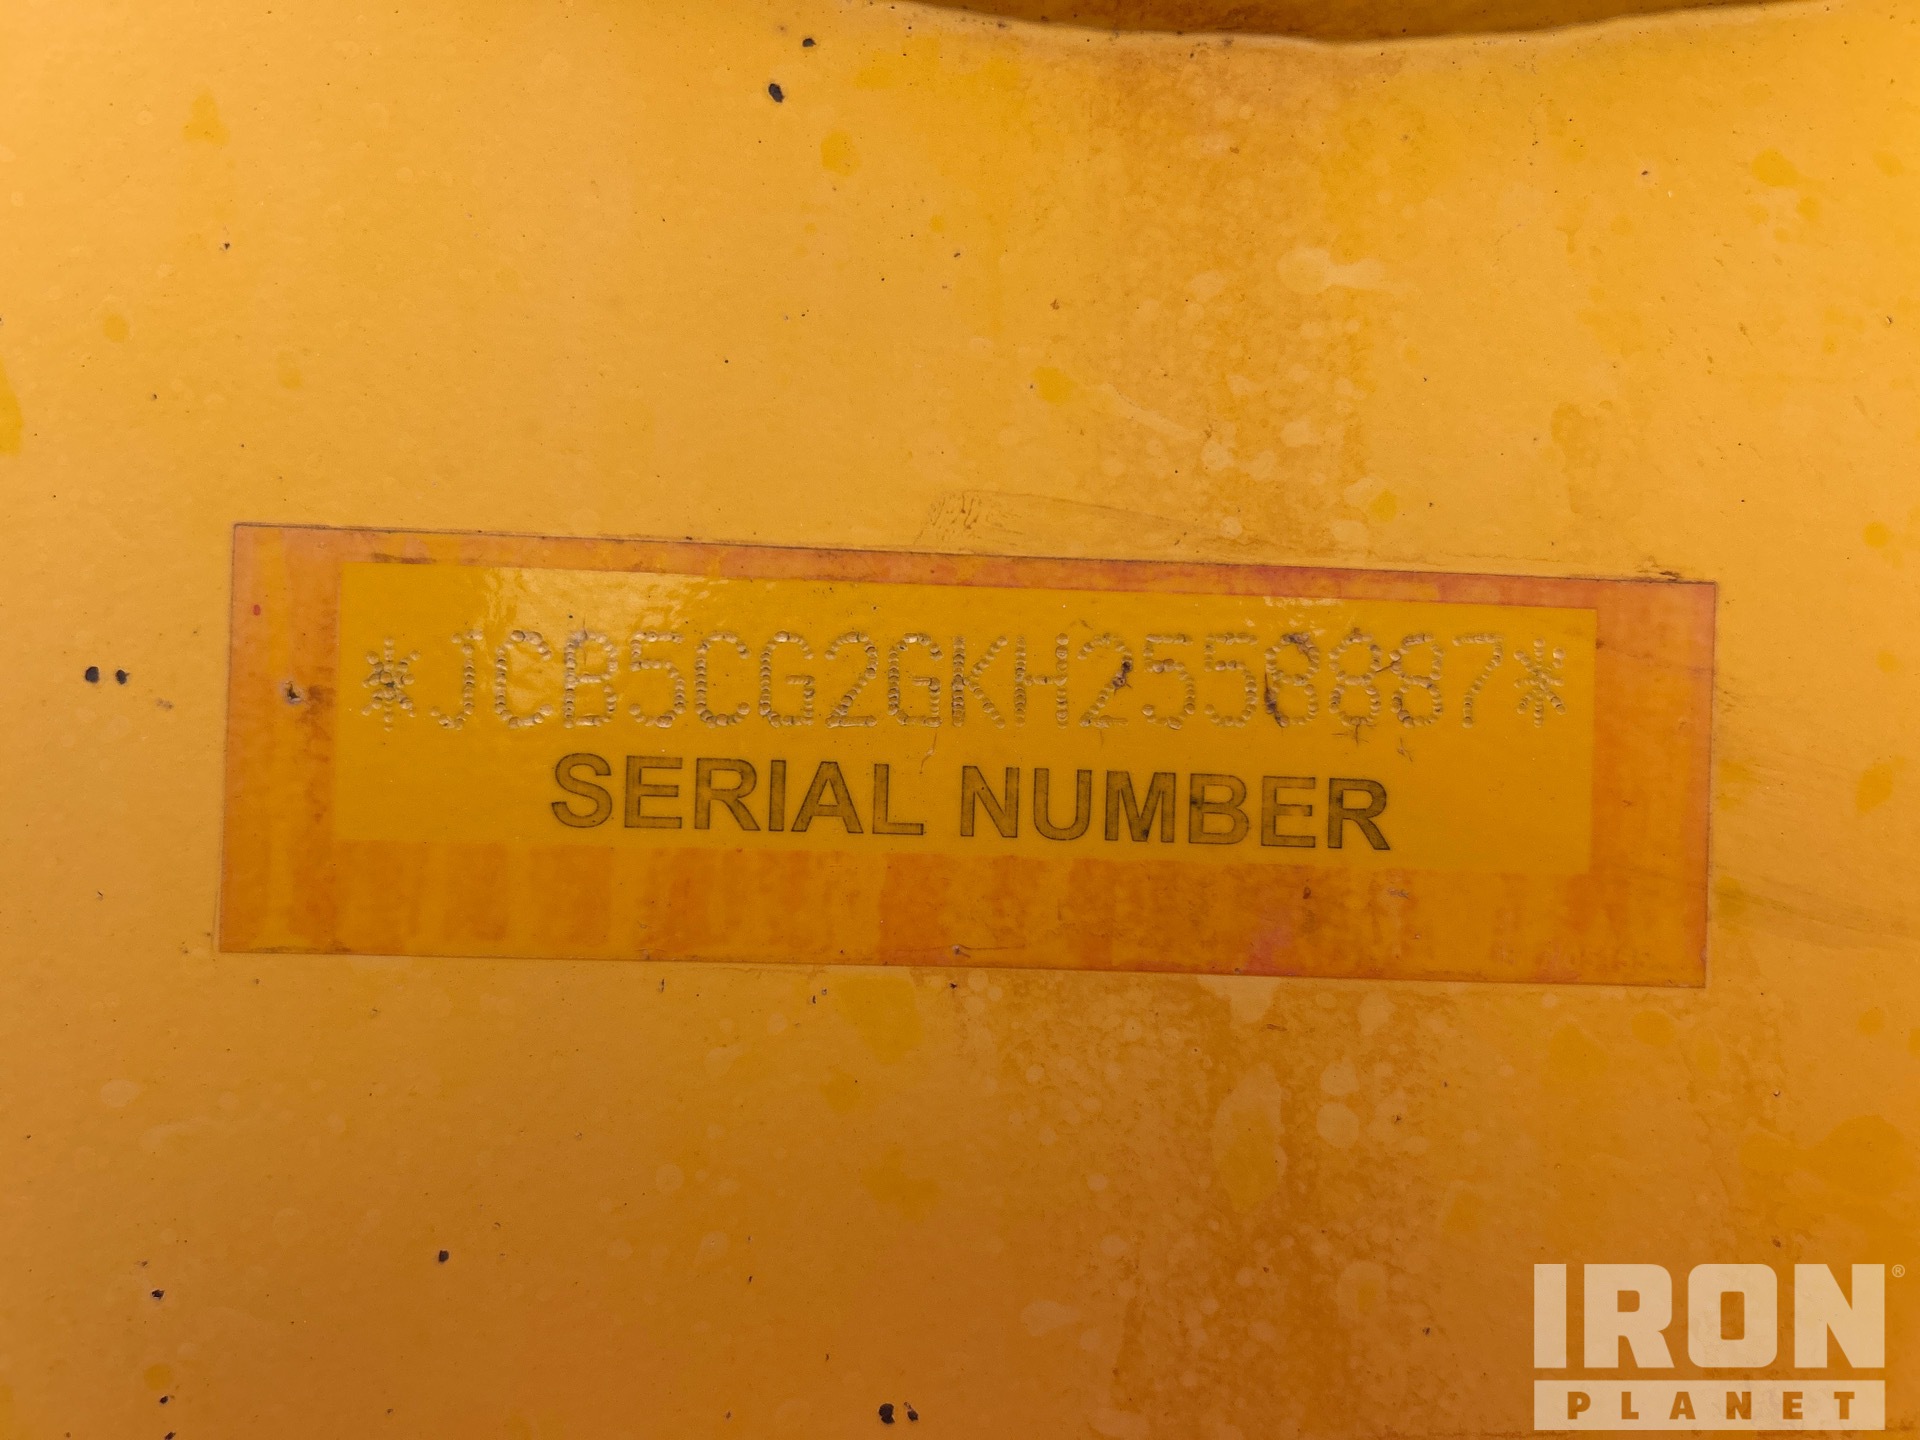 *JCB5CG2GKH2558887*
SERIAL NUMBER
IRON®
PLANET